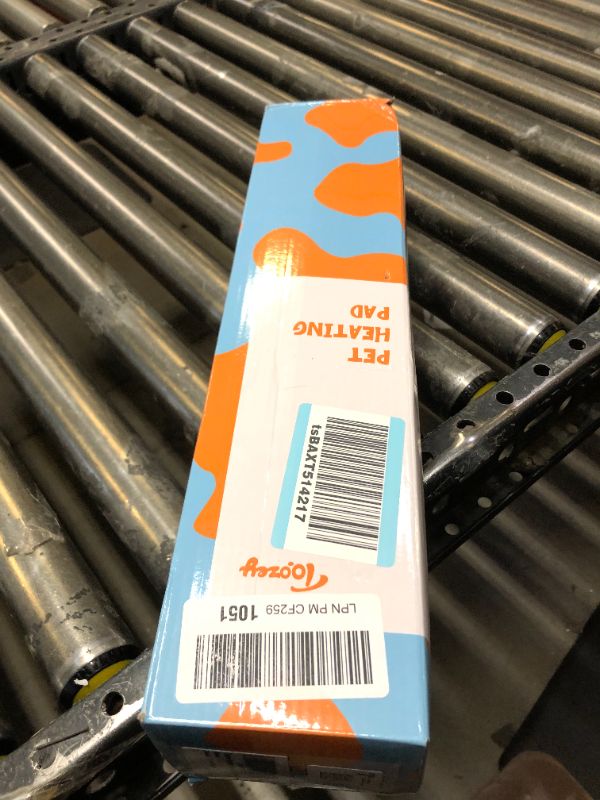 LPN PM CF259 1051
Toozey
tsBAXT514217
PET
HEATING
PAD